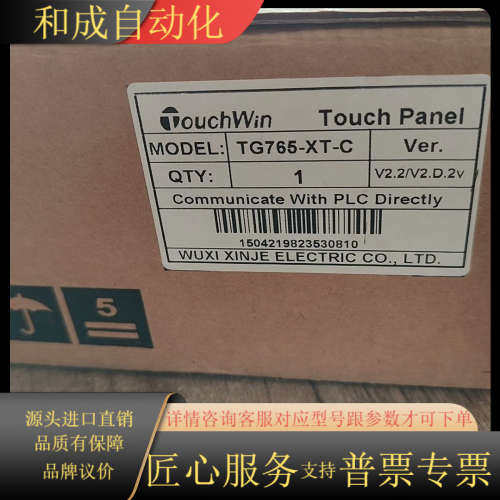 和成自动化
TouchWin Touch Panel
MODEL: TG765-XT-C Ver.
QTY: 1 V2.2/V2.D.2v
Communicate With PLC Directly
1504219823530810
WUXI XINJE ELECTRIC CO., LTD.
5
源头进口直销
品质有保障
品牌议价
详情咨询客服对应型号跟参数才可下单
匠心服务 支持 普票专票